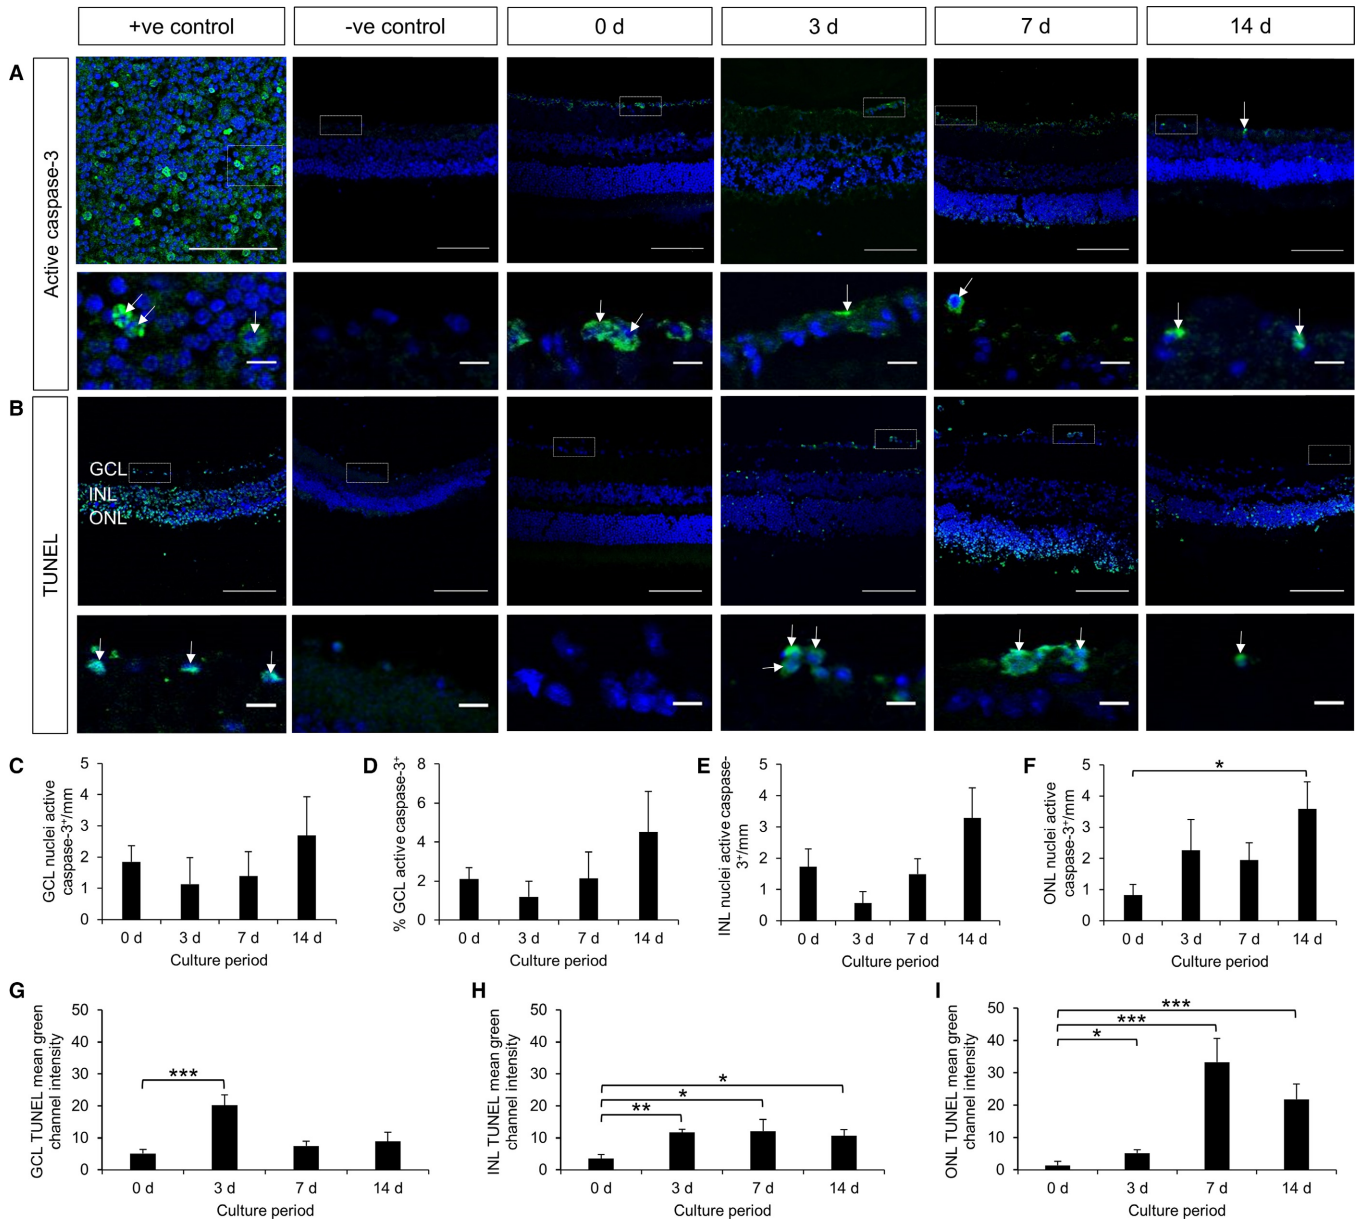 +ve control
-ve control
0 d
3 d
7 d
14 d
A
Active caspase-3
B
TUNEL
GCL
INL
ONL
C
GCL nuclei active
caspase-3⁺/mm
5
4
3
2
1
0
0 d
3 d
7 d
14 d
Culture period
D
% GCL active caspase-3⁺
8
6
4
2
0
0 d
3 d
7 d
14 d
Culture period
E
INL nuclei active caspase-
3⁺/mm
5
4
3
2
1
0
0 d
3 d
7 d
14 d
Culture period
F
ONL nuclei active
caspase-3⁺/mm
5
4
3
2
1
0
*
0 d
3 d
7 d
14 d
Culture period
G
GCL TUNEL mean green
channel intensity
50
40
30
20
10
0
***
0 d
3 d
7 d
14 d
Culture period
H
INL TUNEL mean green
channel intensity
50
40
30
20
10
0
*
*
**
0 d
3 d
7 d
14 d
Culture period
I
ONL TUNEL mean green
channel intensity
50
40
30
20
10
0
***
***
*
0 d
3 d
7 d
14 d
Culture period